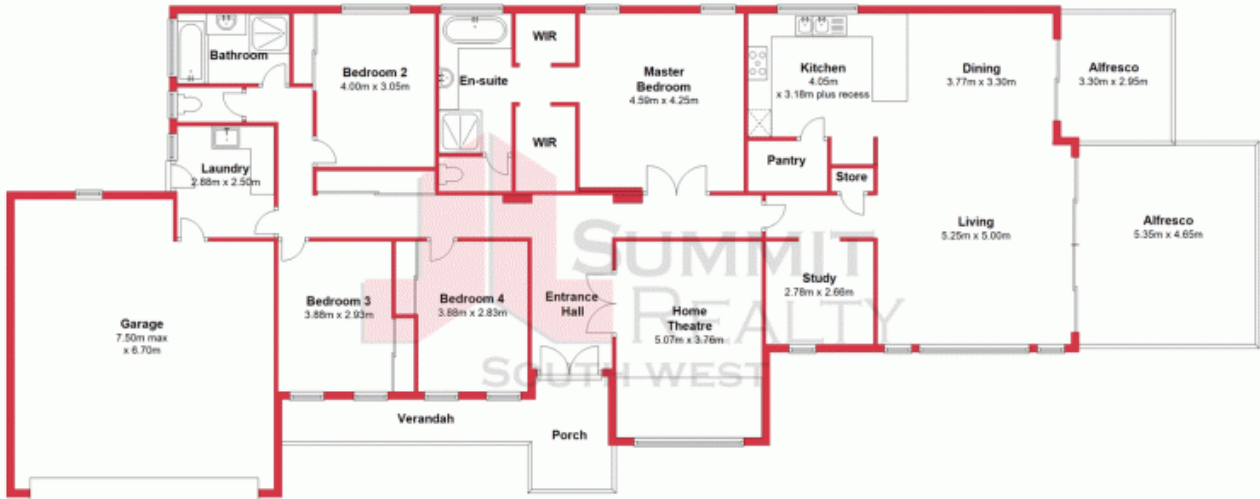 Bathroom
Bedroom 2
4.00m x 3.05m
En-suite
WIR
WIR
Master
Bedroom
4.59m x 4.25m
Kitchen
4.05m
x 3.18m plus recess
Dining
3.77m x 3.30m
Alfresco
3.30m x 2.95m
Laundry
2.88m x 2.50m
Pantry
Store
Living
5.25m x 5.00m
Alfresco
5.35m x 4.65m
Garage
7.50m max
x 6.70m
Bedroom 3
3.88m x 2.93m
Bedroom 4
3.88m x 2.83m
Entrance
Hall
Home
Theatre
5.07m x 3.76m
Study
2.78m x 2.66m
Verandah
Porch
SUMMIT
REALTY
SOUTH WEST